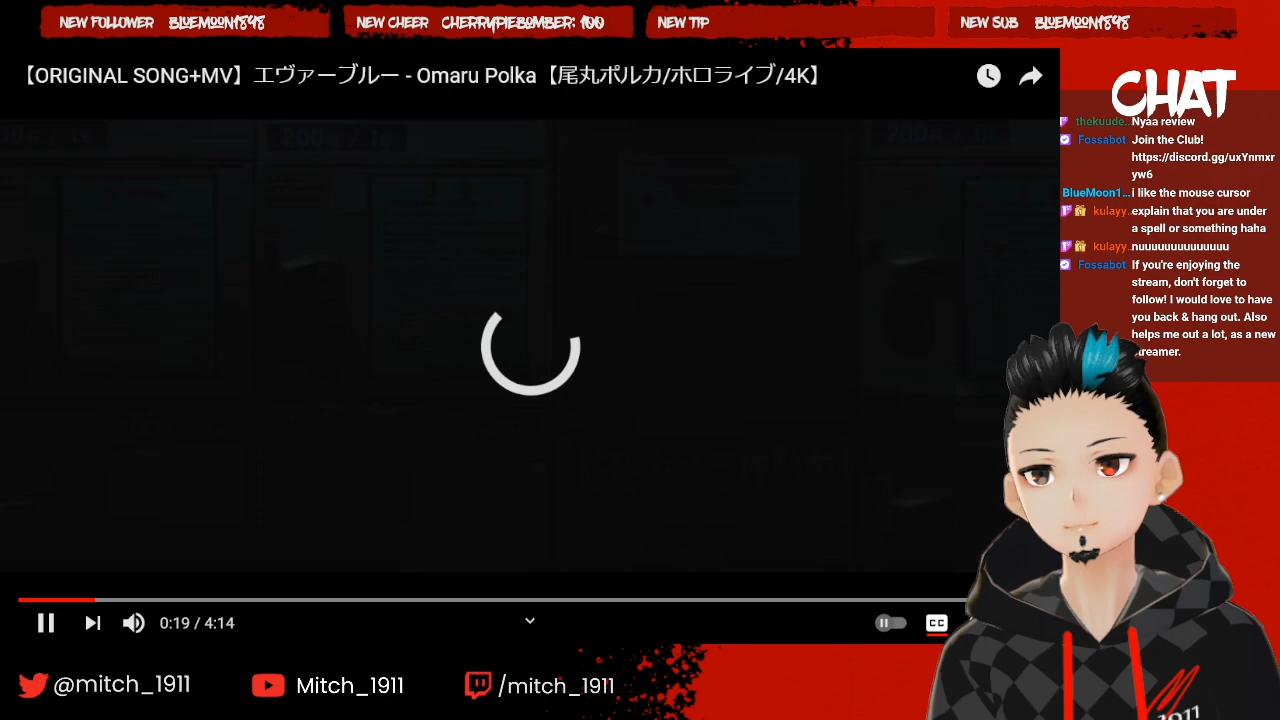 NEW FOLLOWER BLUEMOON1848
NEW CHEER CHERRYPIEBOMBER: 100
NEW TIP
NEW SUB BLUEMOON1848
【ORIGINAL SONG+MV】エヴァーブルー - Omaru Polka【尾丸ポルカ/ホロライブ/4K】
CHAT
thekuude... Nyaa review
Fossabot Join the Club!
https://discord.gg/uxYnmxr
yw6
BlueMoon1... i like the mouse cursor
kulayy... explain that you are under
a spell or something haha
kulayy... nuuuuuuuuuuuuuu
Fossabot If you're enjoying the
stream, don't forget to
follow! I would love to have
you back & hang out. Also
helps me out a lot, as a new
streamer.
0:19 / 4:14
CC
@mitch_1911
Mitch_1911
/mitch_1911
1911